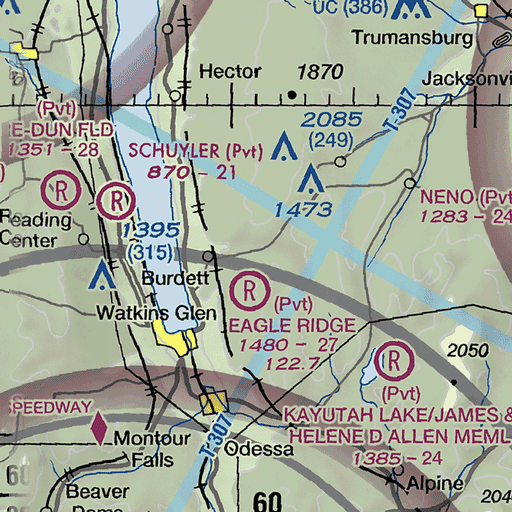 UC (386)
Trumansburg
Hector
1870
Jacksonvi
(Pvt)
E-DUN FLD
1351 - 28
2085
(249)
T-307
SCHUYLER (Pvt)
870 - 21
R
R
1473
NENO (Pvt
1283 - 24
Reading
Center
1395
(315)
Burdett
R
(Pvt)
EAGLE RIDGE
1480 - 27
122.7
Watkins Glen
R
2050
(Pvt)
KAYUTAH LAKE/JAMES &
HELENE D ALLEN MEML
1385 - 24
PEEDWAY
T-307
Montour
Falls
Odessa
60
Beaver
Dams
60
Alpine
204